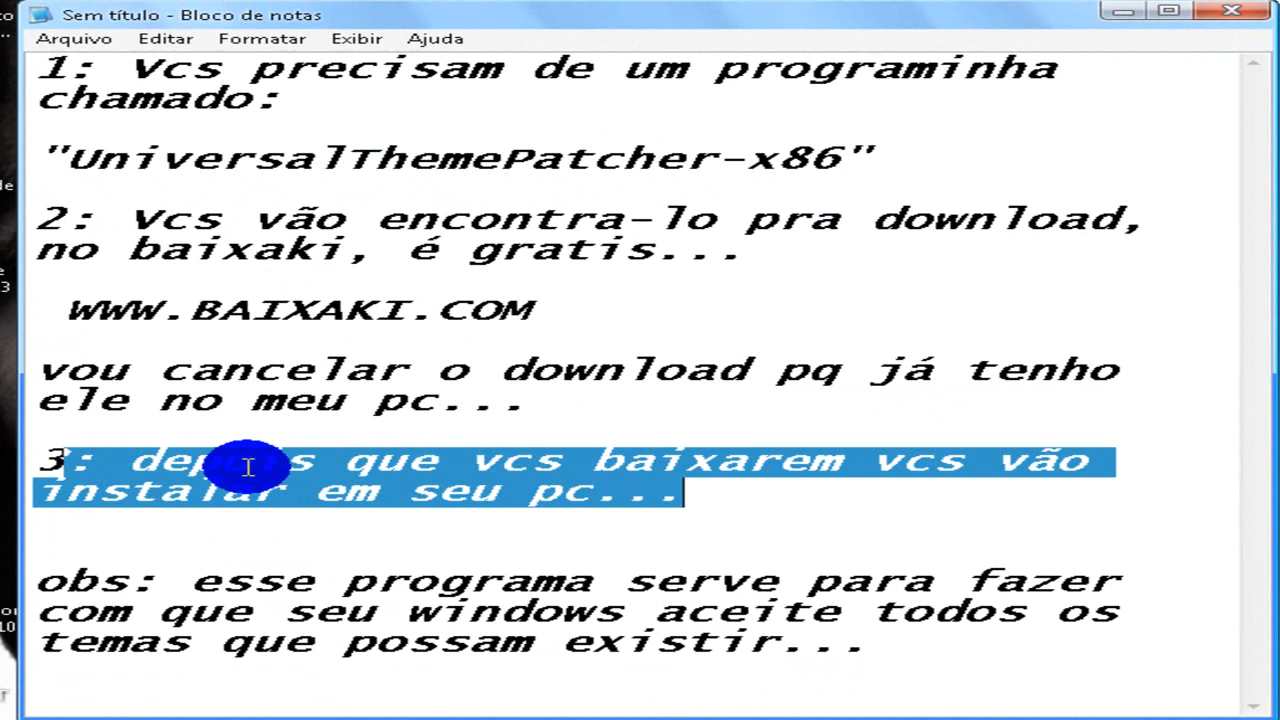 Sem título - Bloco de notas
Arquivo Editar Formatar Exibir Ajuda
1: Vcs precisam de um programinha
chamado:
"UniversalThemePatcher-x86"
2: Vcs vão encontra-lo pra download,
no baixaki, é gratis...
WWW.BAIXAKI.COM
vou cancelar o download pq já tenho
ele no meu pc...
3: depois que vcs baixarem vcs vão
instalar em seu pc...
obs: esse programa serve para fazer
com que seu windows aceite todos os
temas que possam existir...